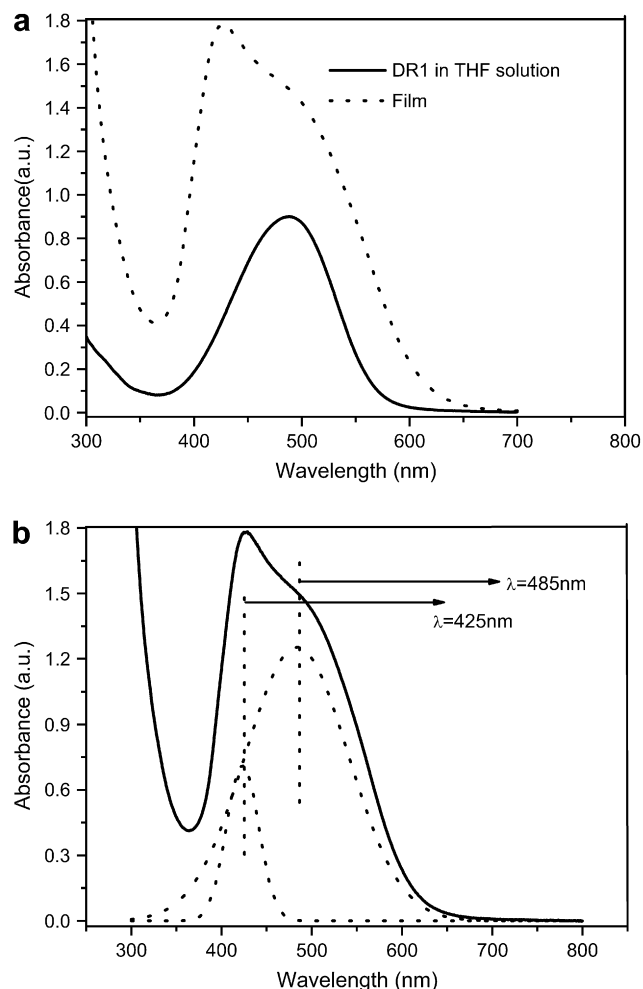 a
1.8
1.6
1.4
1.2
1.0
0.8
0.6
0.4
0.2
0.0
Absorbance(a.u.)
DR1 in THF solution
Film
300 400 500 600 700 800
Wavelength (nm)
b
1.8
1.5
1.2
0.9
0.6
0.3
0.0
Absorbance (a.u.)
λ=485nm
λ=425nm
300 400 500 600 700 800
Wavelength (nm)